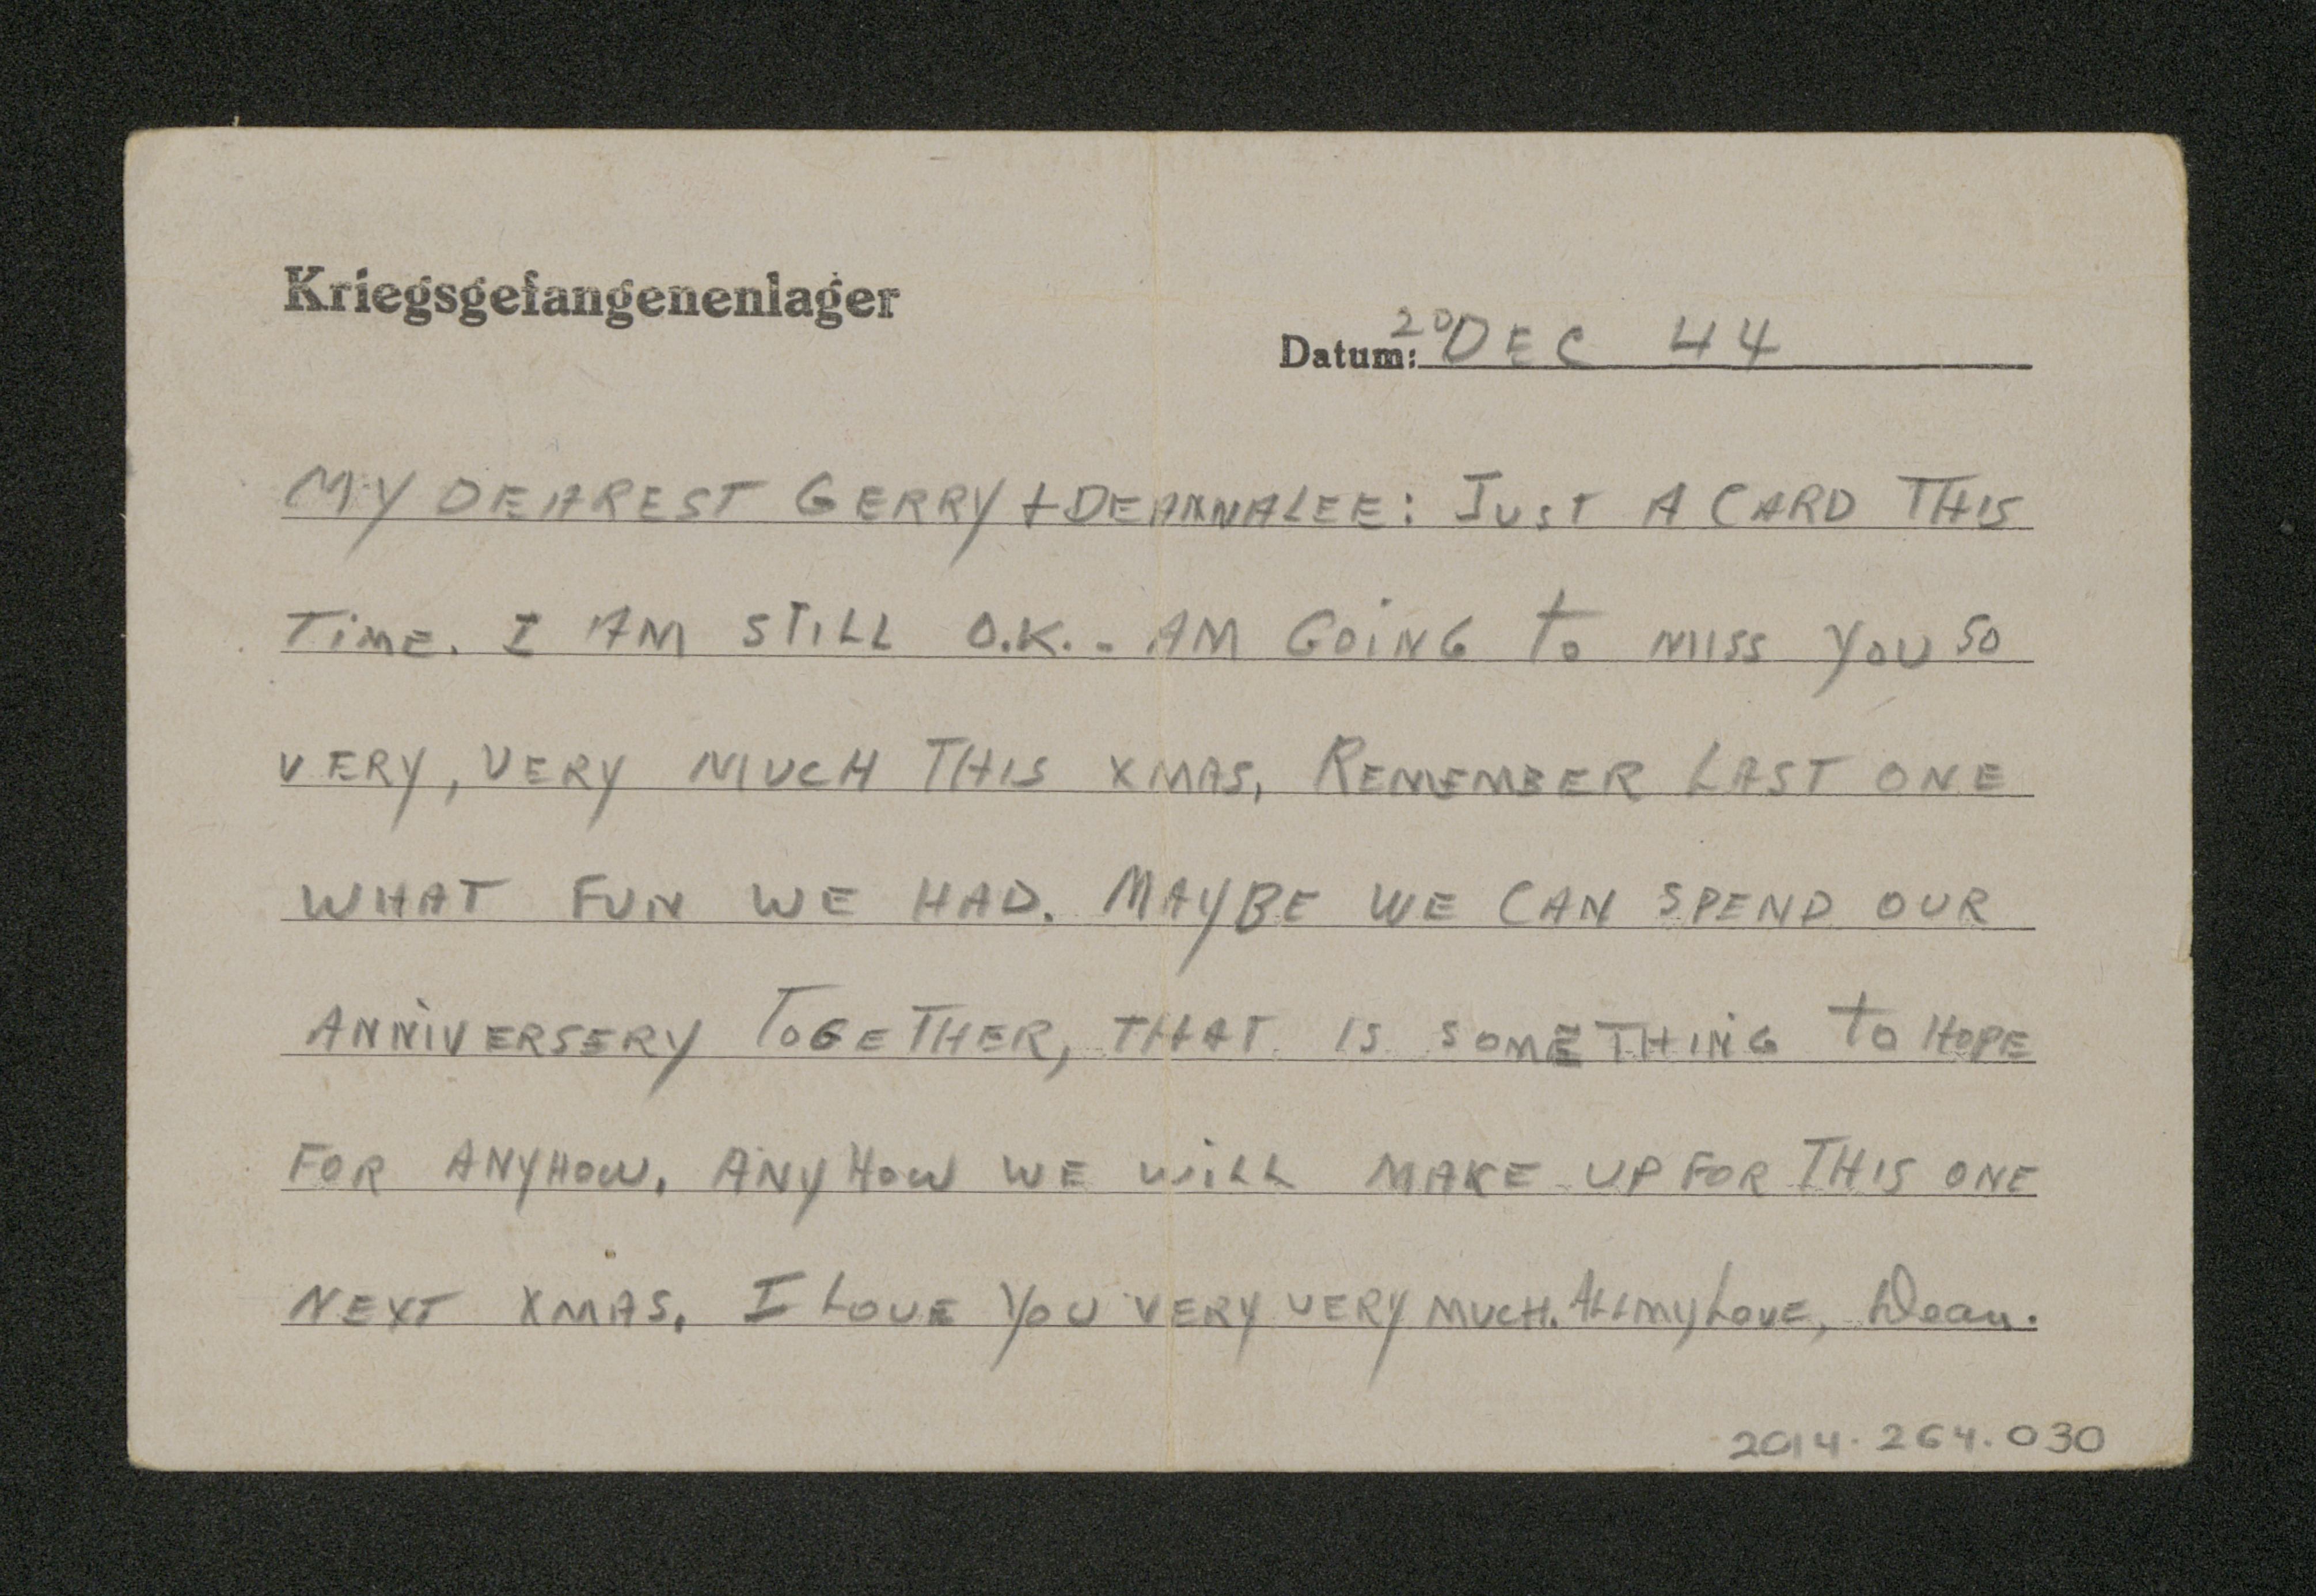 Kriegsgefangenenlager
Datum: 20 DEC 44
MY DEAREST GERRY + DEANNALEE: JUST A CARD THIS
TIME. I AM STILL O.K. - AM GOING to MISS YOU SO
VERY, VERY MUCH THIS XMAS, REMEMBER LAST ONE
WHAT FUN WE HAD. MAYBE WE CAN SPEND OUR
ANNIVERSERY TOGETHER, THAT IS SOMETHING to HOPE
FOR ANYHOW. ANYHOW WE WILL MAKE UP FOR THIS ONE
NEXT XMAS. I LOVE YOU VERY VERY MUCH. ALL MY LOVE, Dean.
2014.264.030